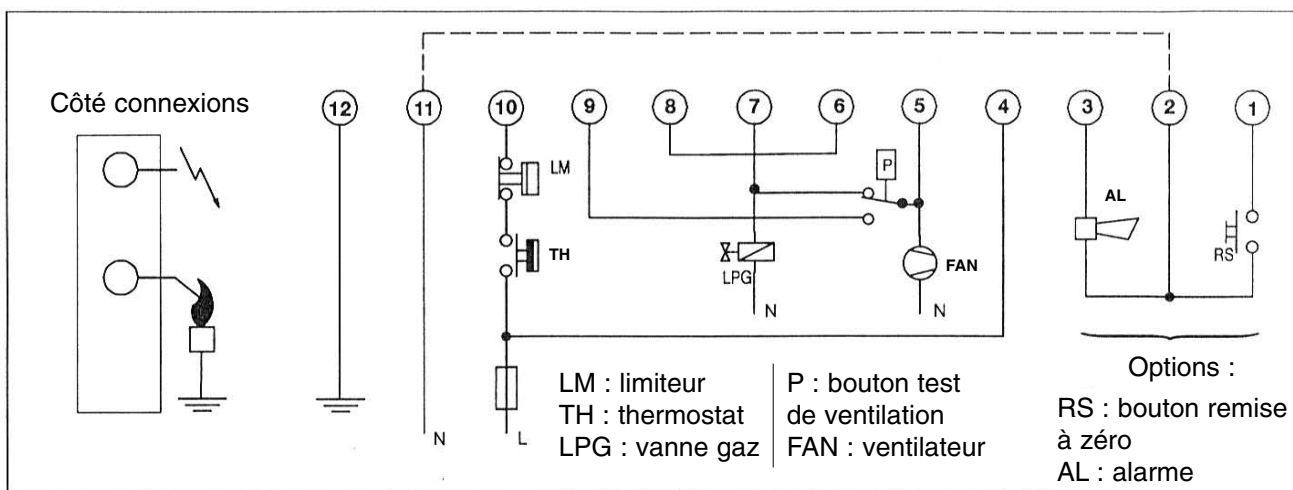 Côté connexions
12 11 10 9 8 7 6 5 4 3 2 1
LM
P
AL
TH
RS
LPG
FAN
N
N
N
L
LM : limiteur
TH : thermostat
LPG : vanne gaz
P : bouton test
de ventilation
FAN : ventilateur
Options :
RS : bouton remise
à zéro
AL : alarme